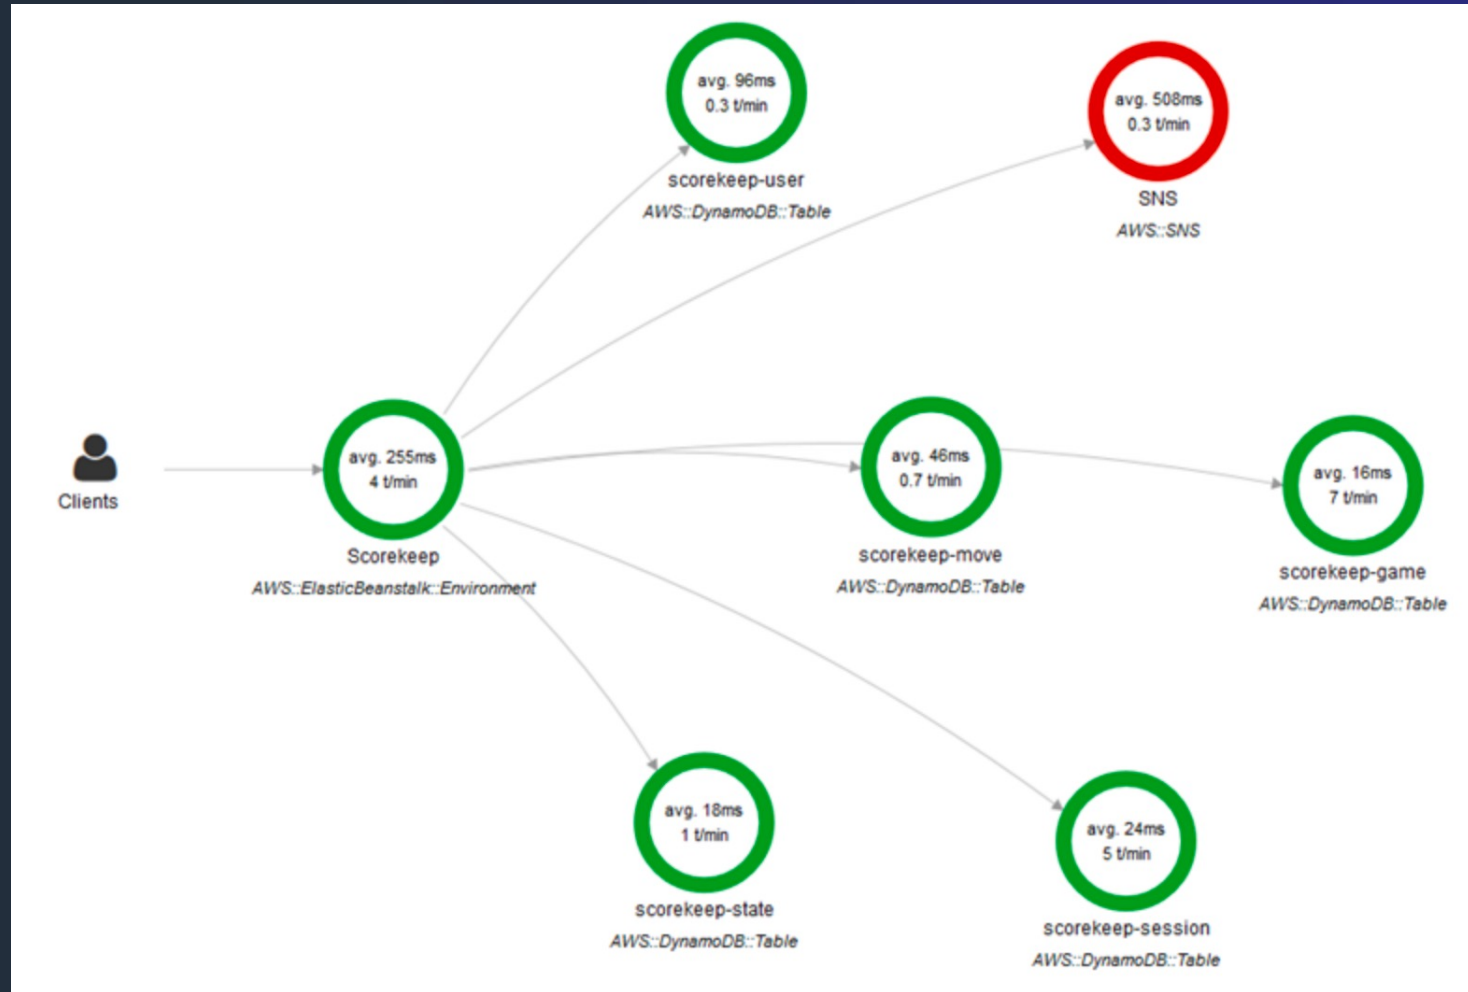 avg. 96ms
0.3 t/min
scorekeep-user
AWS::DynamoDB::Table
avg. 508ms
0.3 t/min
SNS
AWS::SNS
Clients
avg. 255ms
4 t/min
Scorekeep
AWS::ElasticBeanstalk::Environment
avg. 46ms
0.7 t/min
scorekeep-move
AWS::DynamoDB::Table
avg. 16ms
7 t/min
scorekeep-game
AWS::DynamoDB::Table
avg. 18ms
1 t/min
scorekeep-state
AWS::DynamoDB::Table
avg. 24ms
5 t/min
scorekeep-session
AWS::DynamoDB::Table